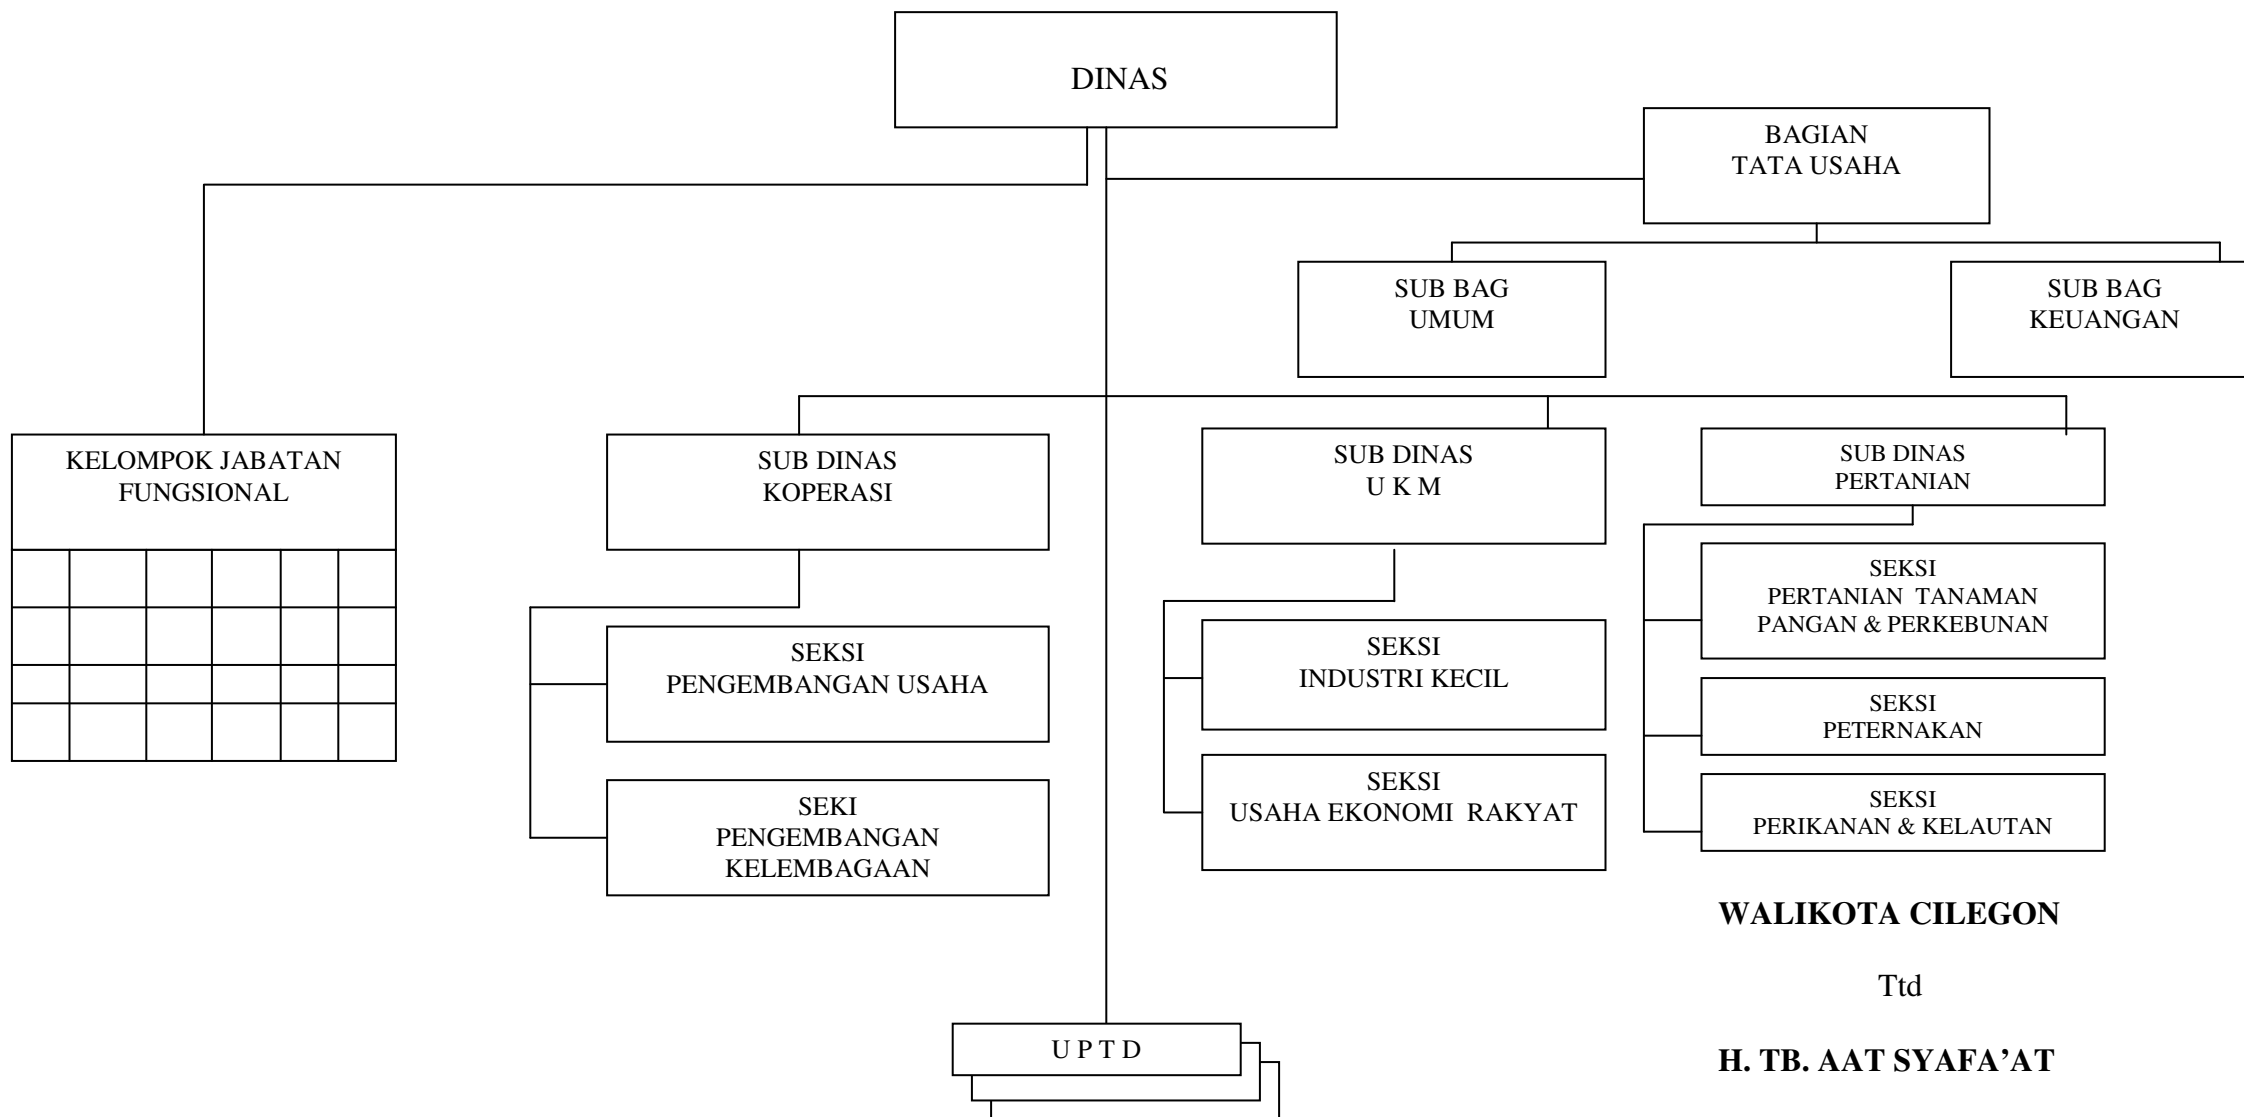 DINAS
BAGIAN
TATA USAHA
SUB BAG
UMUM
SUB BAG
KEUANGAN
KELOMPOK JABATAN
FUNGSIONAL
SUB DINAS
KOPERASI
SUB DINAS
U K M
SUB DINAS
PERTANIAN
SEKSI
PENGEMBANGAN USAHA
SEKI
PENGEMBANGAN
KELEMBAGAAN
SEKSI
INDUSTRI KECIL
SEKSI
USAHA EKONOMI RAKYAT
SEKSI
PERTANIAN TANAMAN
PANGAN & PERKEBUNAN
SEKSI
PETERNAKAN
SEKSI
PERIKANAN & KELAUTAN
WALIKOTA CILEGON
Ttd
H. TB. AAT SYAFA’AT
U P T D